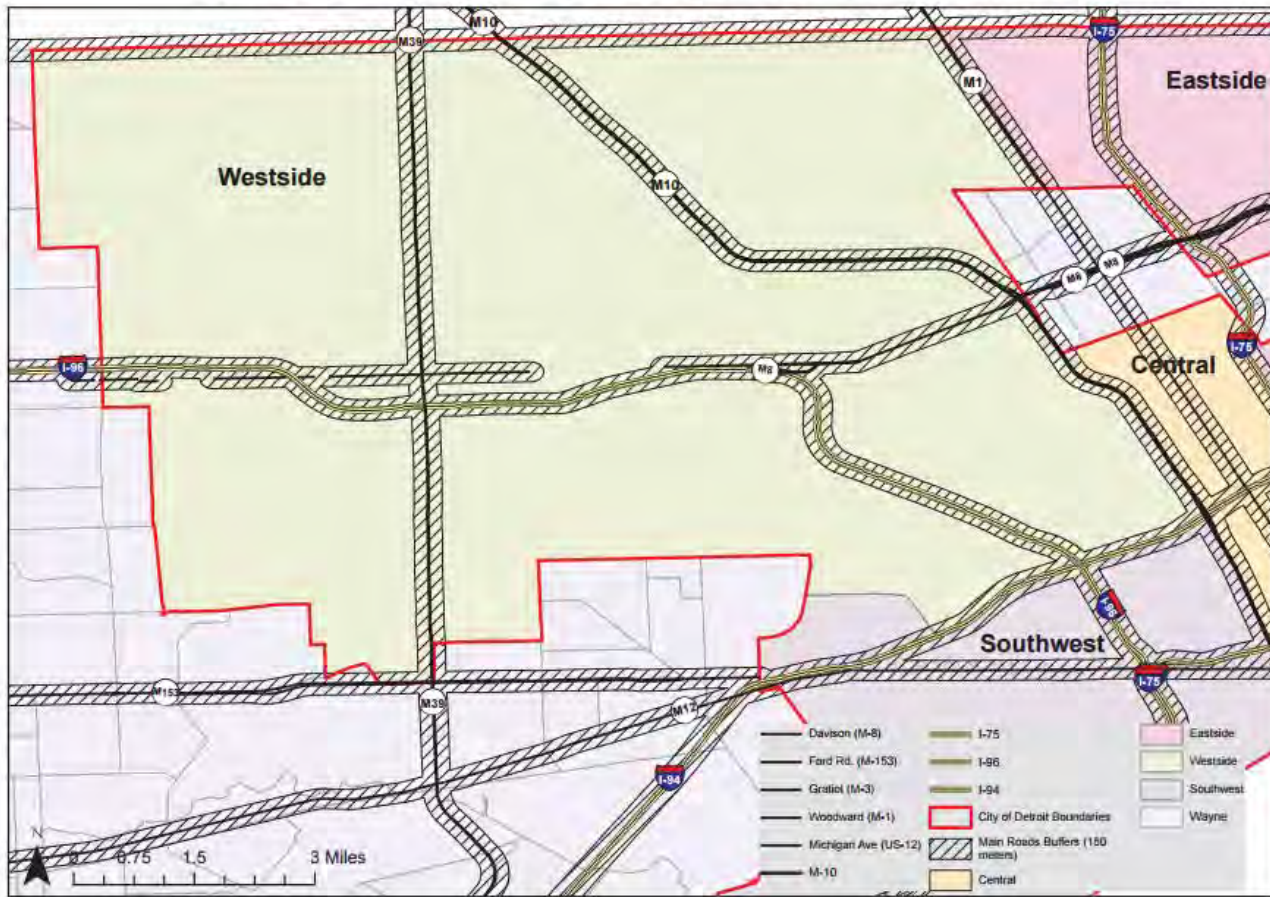 M10
M39
I-75
M1
Eastside
Westside
M10
M8
M8
I-75
I-96
M8
Central
I-96
Southwest
I-75
M153
M39
M12
I-94
N
0 0.75 1.5 3 Miles
Davison (M-8)
Ford Rd. (M-153)
Gratiot (M-3)
Woodward (M-1)
Michigan Ave (US-12)
M-10
I-75
I-96
I-94
City of Detroit Boundaries
Main Roads Buffers (150
meters)
Central
Eastside
Westside
Southwest
Wayne